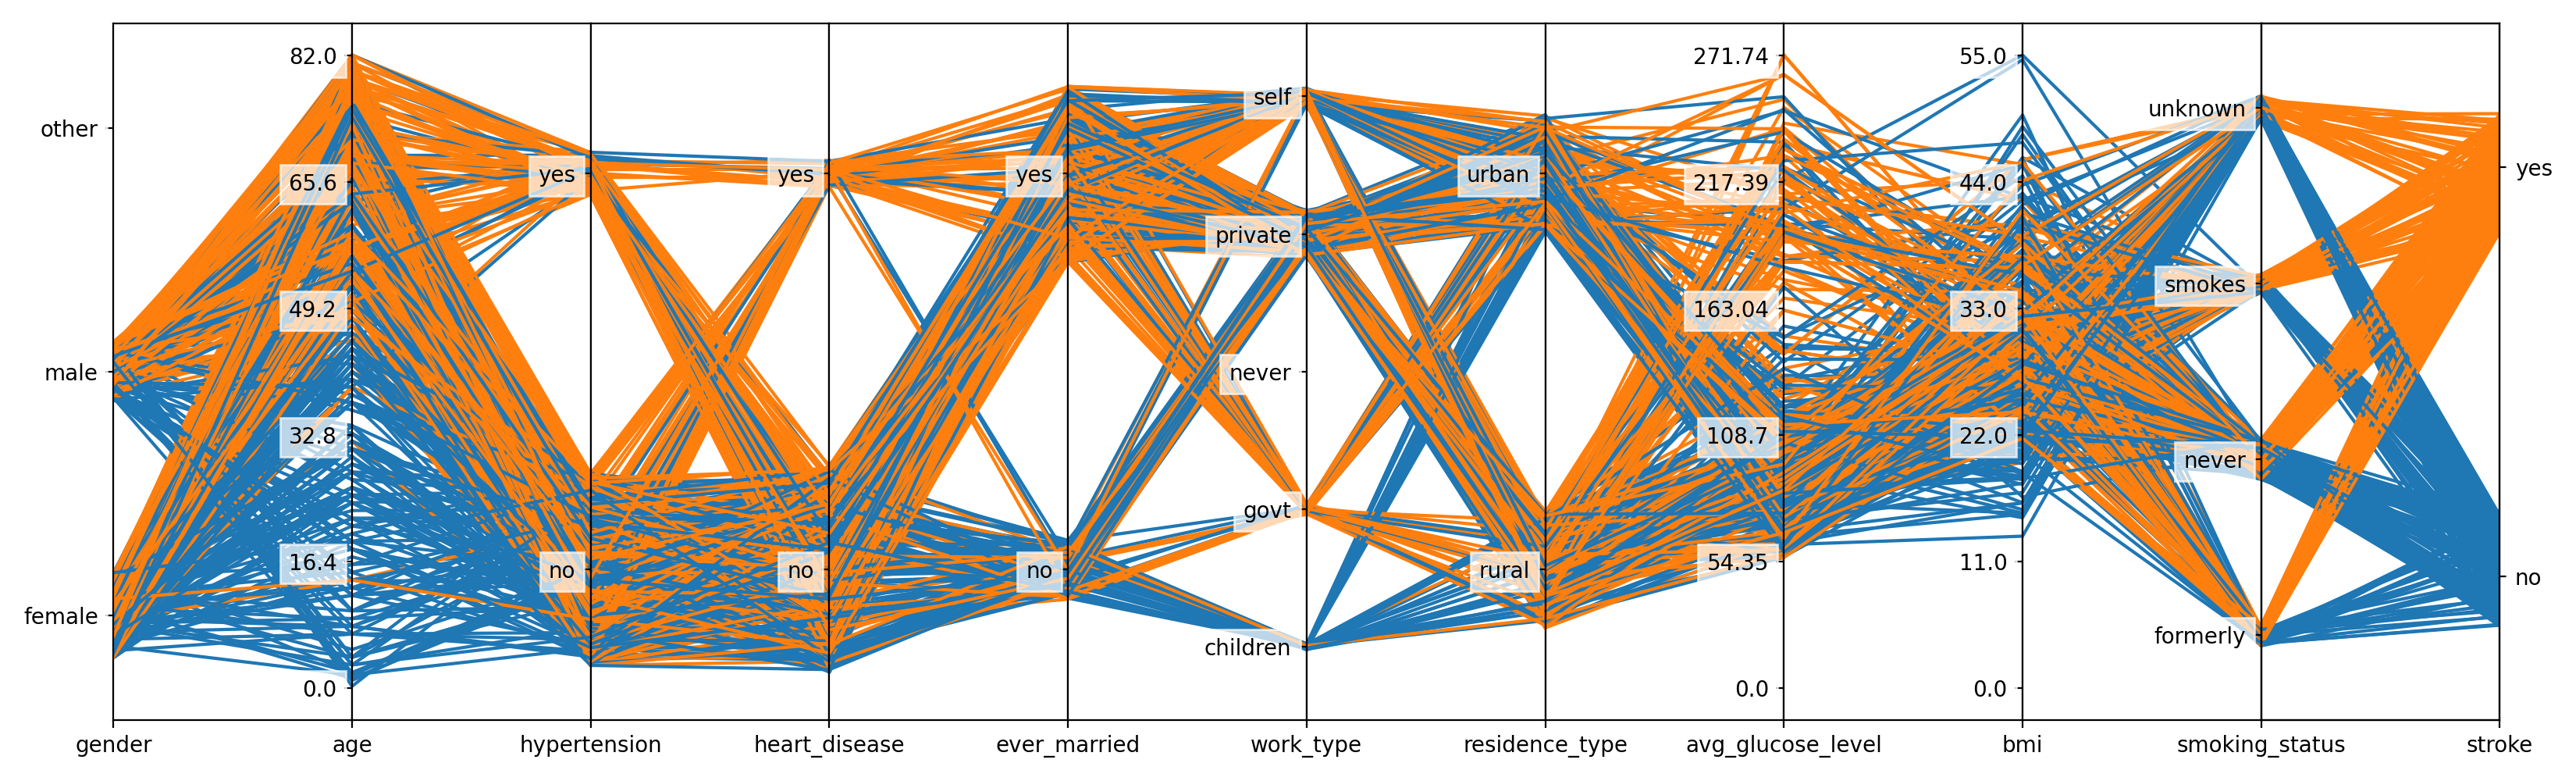 other
male
female
82.0
65.6
49.2
32.8
16.4
0.0
yes
no
yes
no
yes
no
self
private
never
govt
children
urban
rural
271.74
217.39
163.04
108.7
54.35
0.0
55.0
44.0
33.0
22.0
11.0
0.0
unknown
smokes
never
formerly
yes
no
gender age hypertension heart_disease ever_married work_type residence_type avg_glucose_level bmi smoking_status stroke